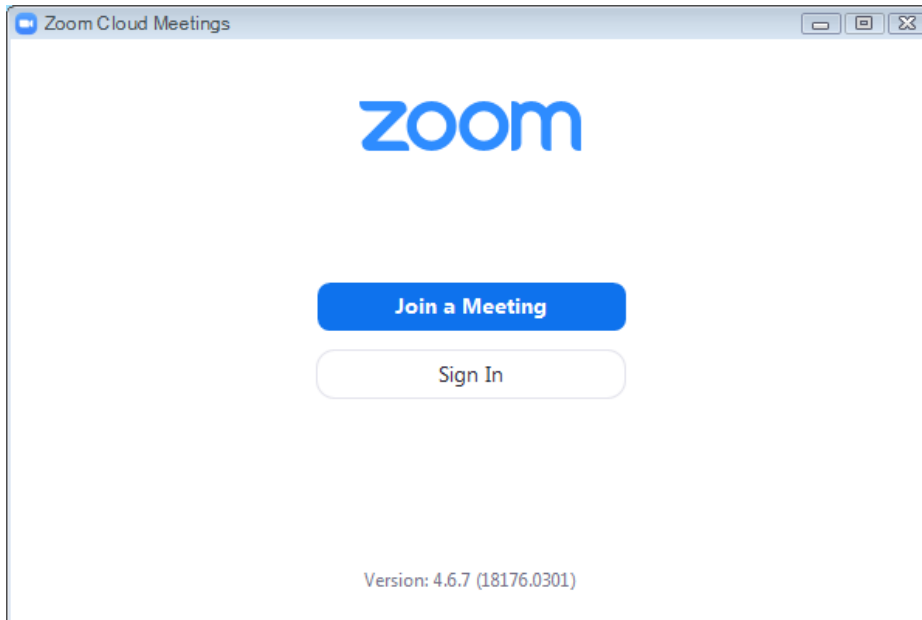 Zoom Cloud Meetings
zoom
Join a Meeting
Sign In
Version: 4.6.7 (18176.0301)